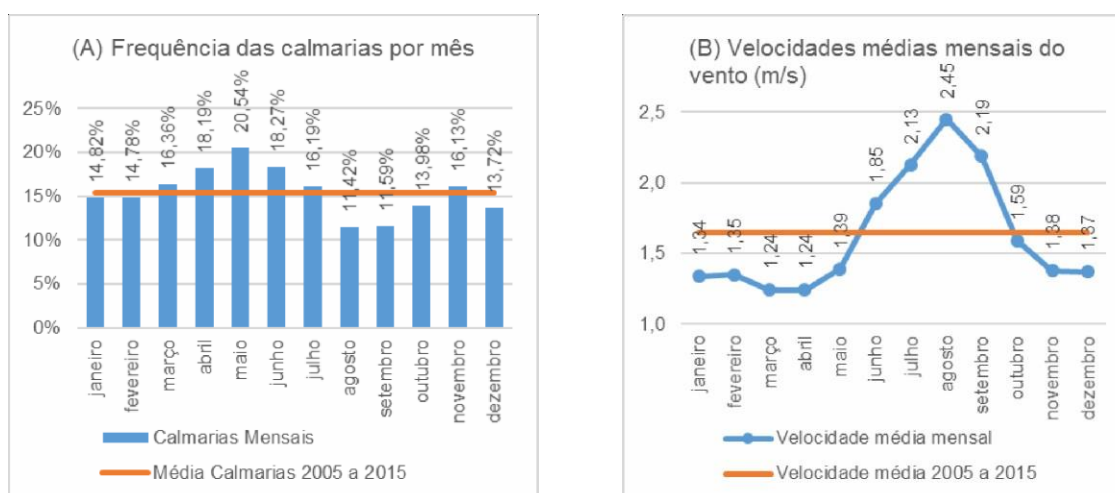 (A) Frequência das calmarias por mês
25%
20%
15%
10%
5%
0%
14,82%
14,78%
16,36%
18,19%
20,54%
18,27%
16,19%
11,42%
11,59%
13,98%
16,13%
13,72%
janeiro
fevereiro
março
abril
maio
junho
julho
agosto
setembro
outubro
novembro
dezembro
Calmarias Mensais
Média Calmarias 2005 a 2015
(B) Velocidades médias mensais do
vento (m/s)
2,5
2,0
1,5
1,0
1,34
1,35
1,24
1,24
1,39
1,85
2,13
2,45
2,19
1,59
1,38
1,37
janeiro
fevereiro
março
abril
maio
junho
julho
agosto
setembro
outubro
novembro
dezembro
Velocidade média mensal
Velocidade média 2005 a 2015